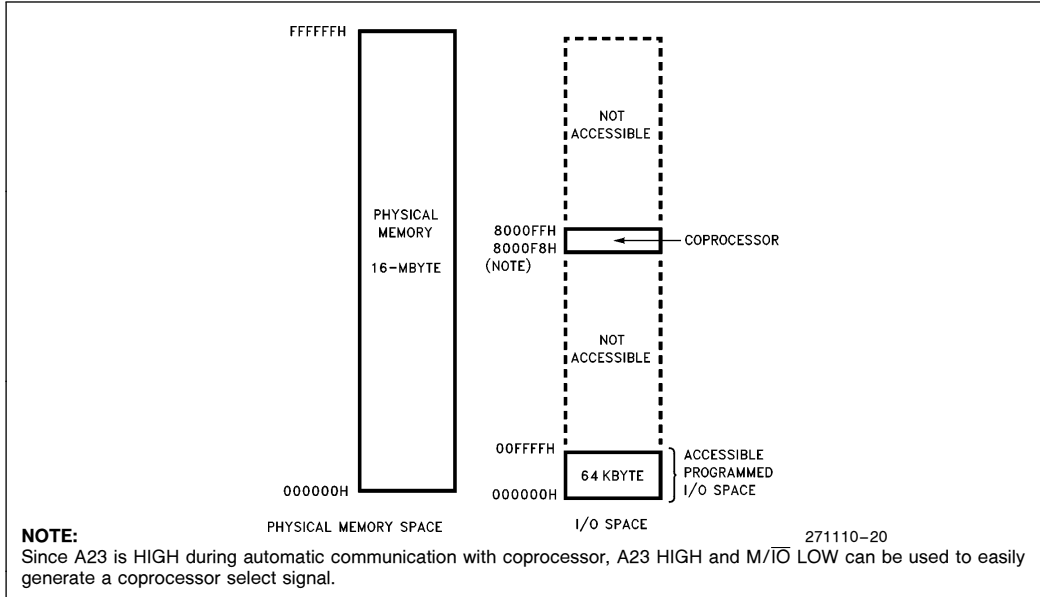 FFFFFFH
PHYSICAL
MEMORY
16-MBYTE
000000H
PHYSICAL MEMORY SPACE
NOT
ACCESSIBLE
8000FFH
8000F8H
(NOTE)
COPROCESSOR
NOT
ACCESSIBLE
00FFFFH
64 KBYTE
000000H
ACCESSIBLE
PROGRAMMED
I/O SPACE
I/O SPACE
271110-20
NOTE:
Since A23 is HIGH during automatic communication with coprocessor, A23 HIGH and M/I̅O̅ LOW can be used to easily
generate a coprocessor select signal.